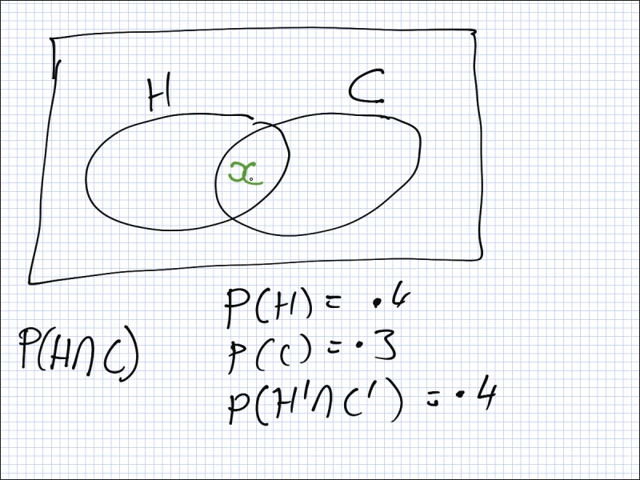 H C
x
P(H) = .4
P(H∩C)
P(C) = .3
P(H'∩C') = .4